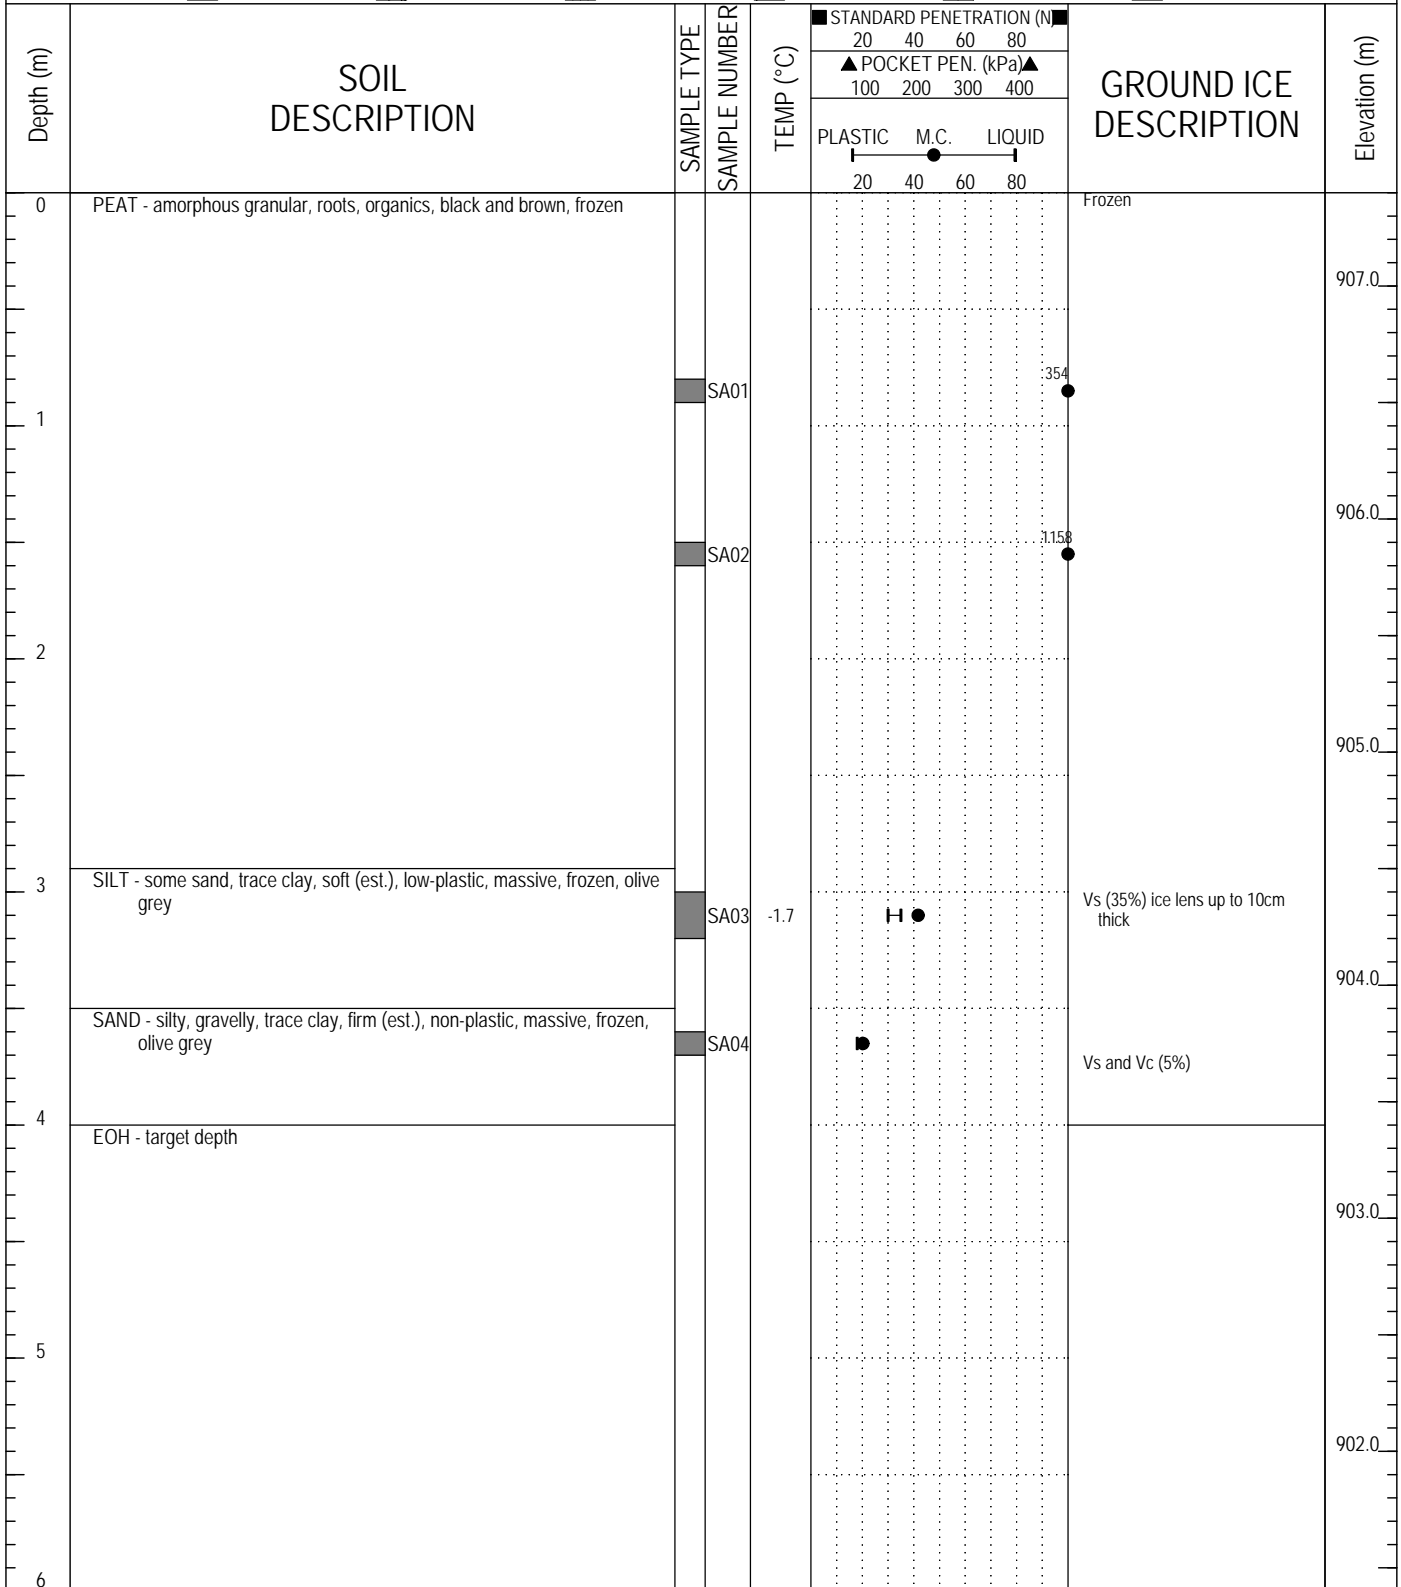 Depth (m)
SOIL
DESCRIPTION
SAMPLE TYPE
SAMPLE NUMBER
TEMP (°C)
STANDARD PENETRATION (N)
20 40 60 80
POCKET PEN. (kPa)
100 200 300 400
PLASTIC M.C. LIQUID
20 40 60 80
GROUND ICE
DESCRIPTION
Elevation (m)
0
PEAT - amorphous granular, roots, organics, black and brown, frozen
Frozen
907.0
354
SA01
1
906.0
1158
SA02
2
905.0
3
SILT - some sand, trace clay, soft (est.), low-plastic, massive, frozen, olive
grey
SA03
-1.7
Vs (35%) ice lens up to 10cm
thick
904.0
SAND - silty, gravelly, trace clay, firm (est.), non-plastic, massive, frozen,
olive grey
SA04
Vs and Vc (5%)
4
EOH - target depth
903.0
5
902.0
6